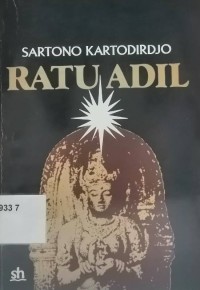 SARTONO KARTODIRDJO
RATU ADIL
933 7
sh